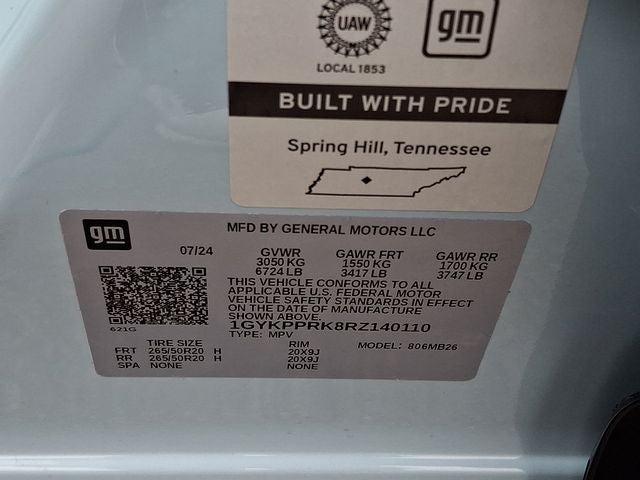 UAW
gm
LOCAL 1853
BUILT WITH PRIDE
Spring Hill, Tennessee
gm
MFD BY GENERAL MOTORS LLC
07/24 GVWR GAWR FRT GAWR RR
3050 KG 1550 KG 1700 KG
6724 LB 3417 LB 3747 LB
THIS VEHICLE CONFORMS TO ALL
APPLICABLE U.S. FEDERAL MOTOR
VEHICLE SAFETY STANDARDS IN EFFECT
ON THE DATE OF MANUFACTURE
SHOWN ABOVE.
621G
1GYKPPRK8RZ140110
TYPE: MPV
TIRE SIZE RIM MODEL: 806MB26
FRT 265/50R20 H 20X9J
RR 265/50R20 H 20X9J
SPA NONE NONE